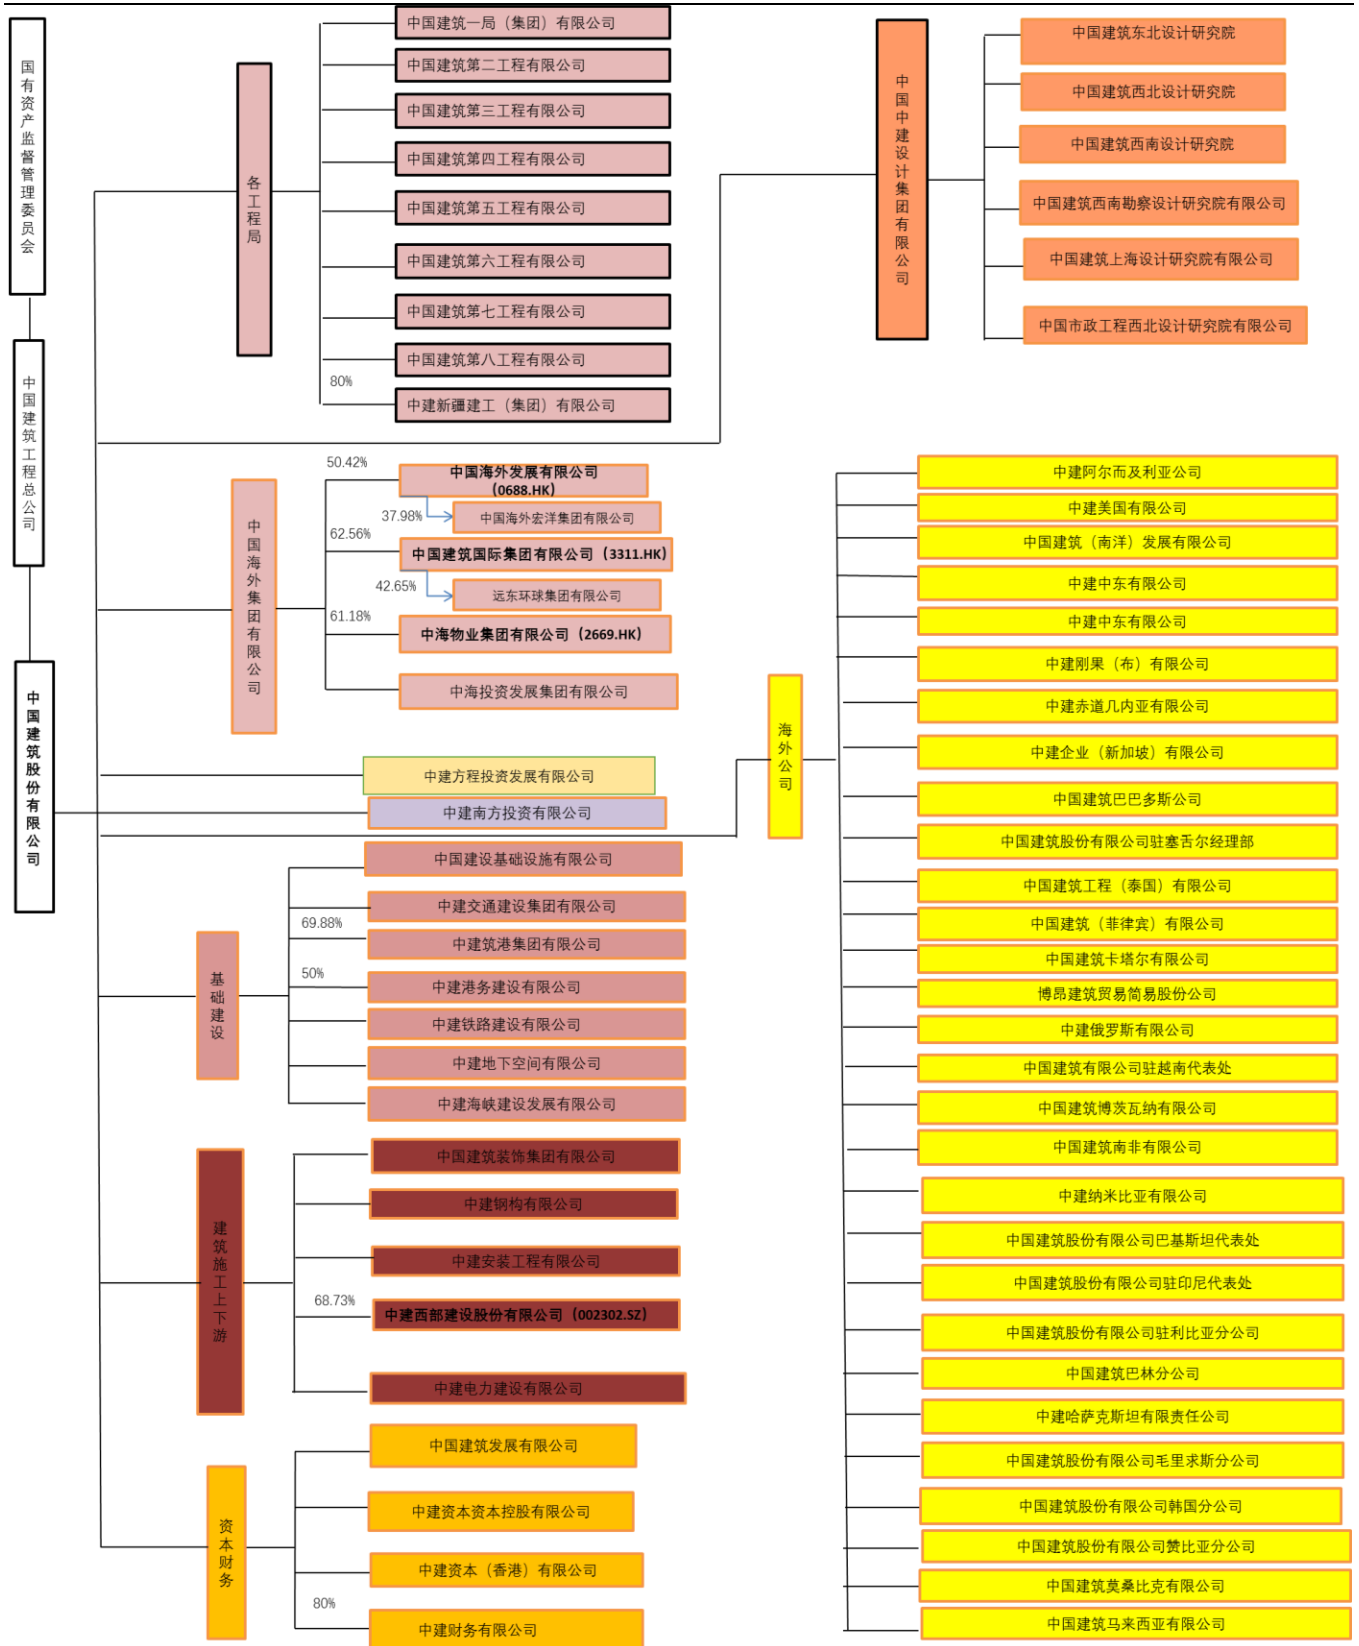 国有资产监督管理委员会
中国建筑工程总公司
中国建筑股份有限公司
各工程局
中国建筑一局（集团）有限公司
中国建筑第二工程有限公司
中国建筑第三工程有限公司
中国建筑第四工程有限公司
中国建筑第五工程有限公司
中国建筑第六工程有限公司
中国建筑第七工程有限公司
中国建筑第八工程有限公司
80%
中建新疆建工（集团）有限公司
中国中建设计集团有限公司
中国建筑东北设计研究院
中国建筑西北设计研究院
中国建筑西南设计研究院
中国建筑西南勘察设计研究院有限公司
中国建筑上海设计研究院有限公司
中国市政工程西北设计研究院有限公司
中国海外集团有限公司
50.42%
中国海外发展有限公司
（0688.HK）
37.98%
中国海外宏洋集团有限公司
62.56%
中国建筑国际集团有限公司（3311.HK）
42.65%
远东环球集团有限公司
61.18%
中海物业集团有限公司（2669.HK）
中海投资发展集团有限公司
中建方程投资发展有限公司
中建南方投资有限公司
基础建设
中国建设基础设施有限公司
中建交通建设集团有限公司
69.88%
中建筑港集团有限公司
50%
中建港务建设有限公司
中建铁路建设有限公司
中建地下空间有限公司
中建海峡建设发展有限公司
建筑施工上下游
中国建筑装饰集团有限公司
中建钢构有限公司
中建安装工程有限公司
68.73%
中建西部建设股份有限公司（002302.SZ）
中建电力建设有限公司
资本财务
中国建筑发展有限公司
中建资本资本控股有限公司
中建资本（香港）有限公司
80%
中建财务有限公司
海外公司
中建阿尔而及利亚公司
中建美国有限公司
中国建筑（南洋）发展有限公司
中建中东有限公司
中建中东有限公司
中建刚果（布）有限公司
中建赤道几内亚有限公司
中建企业（新加坡）有限公司
中国建筑巴巴多斯公司
中国建筑股份有限公司驻塞舌尔经理部
中国建筑工程（泰国）有限公司
中国建筑（菲律宾）有限公司
中国建筑卡塔尔有限公司
博昂建筑贸易简易股份公司
中建俄罗斯有限公司
中国建筑有限公司驻越南代表处
中国建筑博茨瓦纳有限公司
中国建筑南非有限公司
中建纳米比亚有限公司
中国建筑股份有限公司巴基斯坦代表处
中国建筑股份有限公司驻印尼代表处
中国建筑股份有限公司驻利比亚分公司
中国建筑巴林分公司
中建哈萨克斯坦有限责任公司
中国建筑股份有限公司毛里求斯分公司
中国建筑股份有限公司韩国分公司
中国建筑股份有限公司赞比亚分公司
中国建筑莫桑比克有限公司
中国建筑马来西亚有限公司